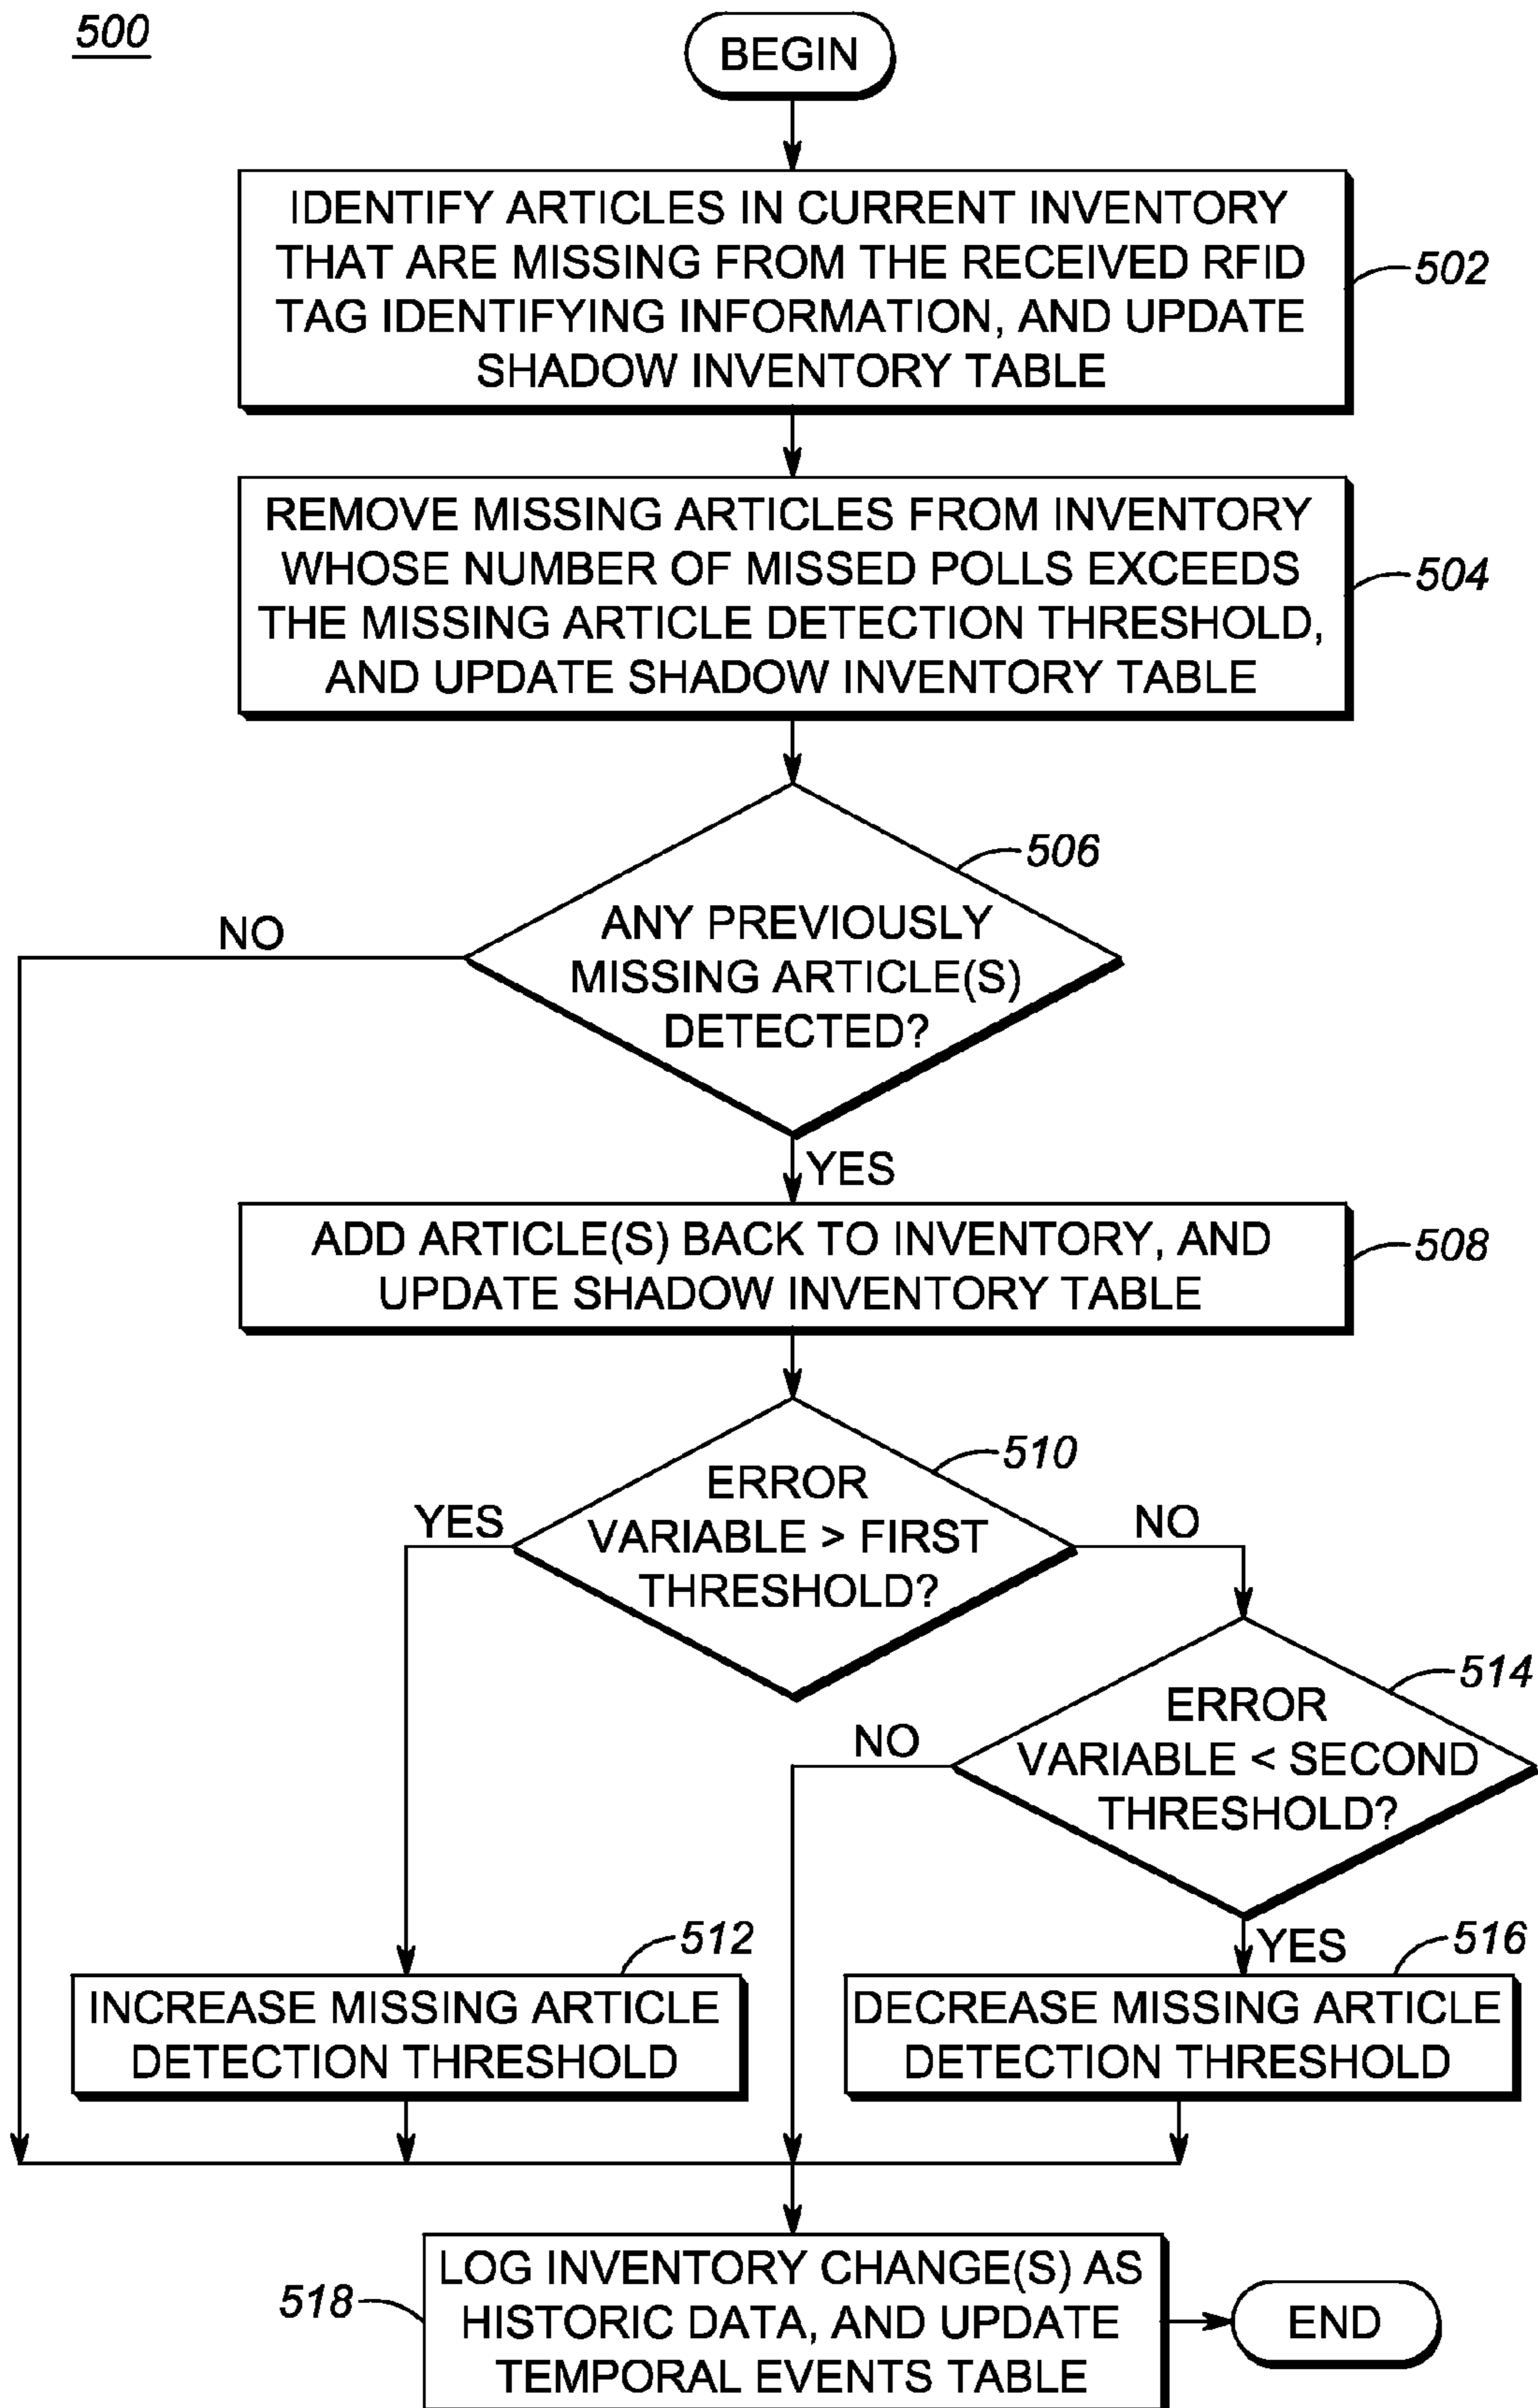 500
BEGIN
IDENTIFY ARTICLES IN CURRENT INVENTORY
THAT ARE MISSING FROM THE RECEIVED RFID
TAG IDENTIFYING INFORMATION, AND UPDATE
SHADOW INVENTORY TABLE
502
REMOVE MISSING ARTICLES FROM INVENTORY
WHOSE NUMBER OF MISSED POLLS EXCEEDS
THE MISSING ARTICLE DETECTION THRESHOLD,
AND UPDATE SHADOW INVENTORY TABLE
504
506
ANY PREVIOUSLY
MISSING ARTICLE(S)
DETECTED?
NO
YES
ADD ARTICLE(S) BACK TO INVENTORY, AND
UPDATE SHADOW INVENTORY TABLE
508
510
ERROR
VARIABLE > FIRST
THRESHOLD?
YES
NO
514
ERROR
VARIABLE < SECOND
THRESHOLD?
NO
YES
512
INCREASE MISSING ARTICLE
DETECTION THRESHOLD
516
DECREASE MISSING ARTICLE
DETECTION THRESHOLD
518
LOG INVENTORY CHANGE(S) AS
HISTORIC DATA, AND UPDATE
TEMPORAL EVENTS TABLE
END